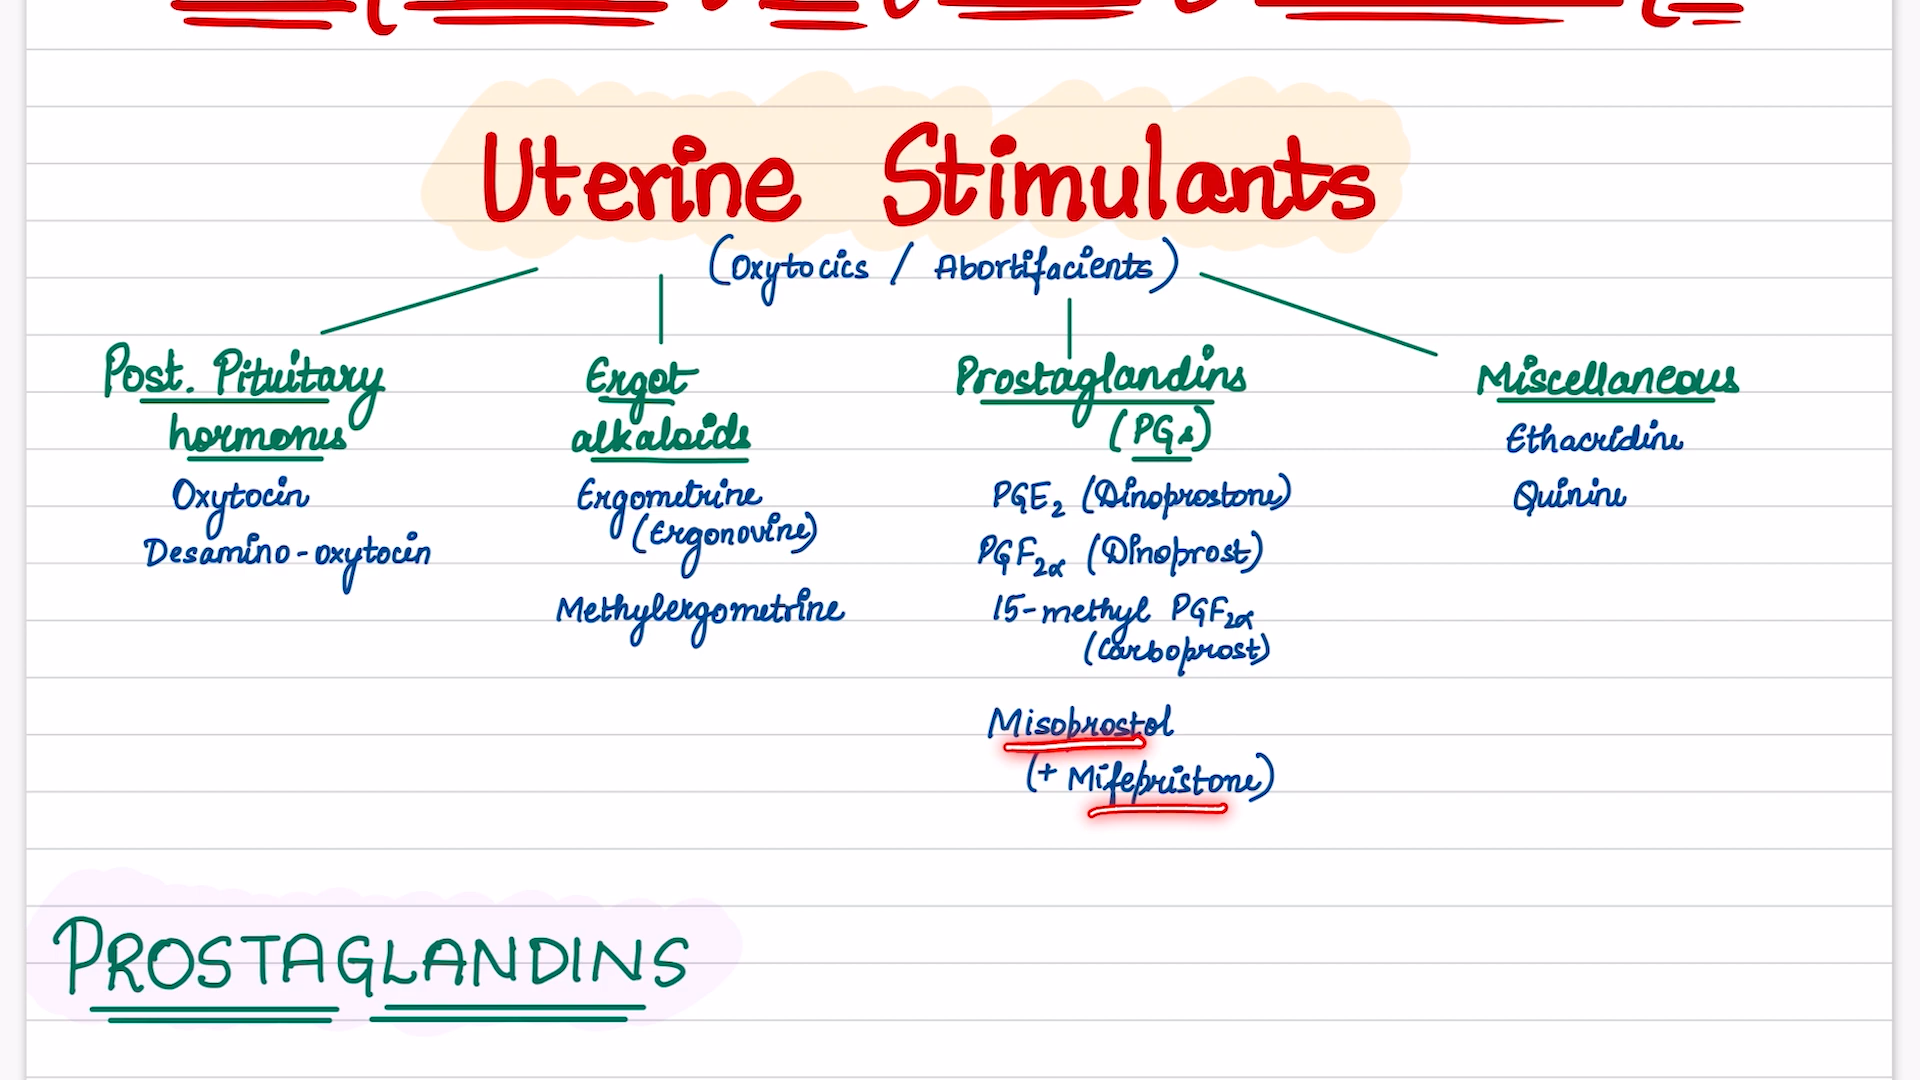 Uterine Stimulants
(Oxytocics / Abortifacients)
Post. Pituitary
hormones
Oxytocin
Desamino-oxytocin
Ergot
alkaloids
Ergometrine
(Ergonovine)
Methylergometrine
Prostaglandins
(PGs)
PGE₂ (Dinoprostone)
PGF₂α (Dinoprost)
15-methyl PGF₂α
(Carboprost)
Misoprostol
(+ Mifepristone)
Miscellaneous
Ethacridine
Quinine
PROSTAGLANDINS